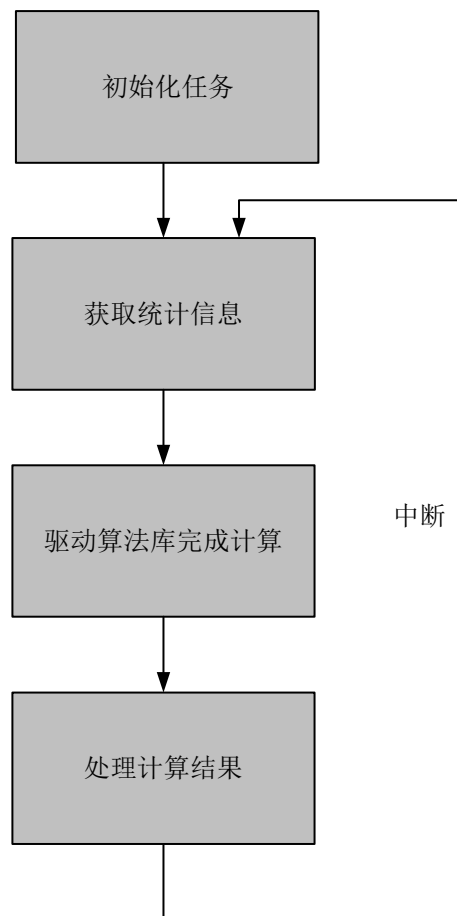 初始化任务
获取统计信息
驱动算法库完成计算
中断
处理计算结果